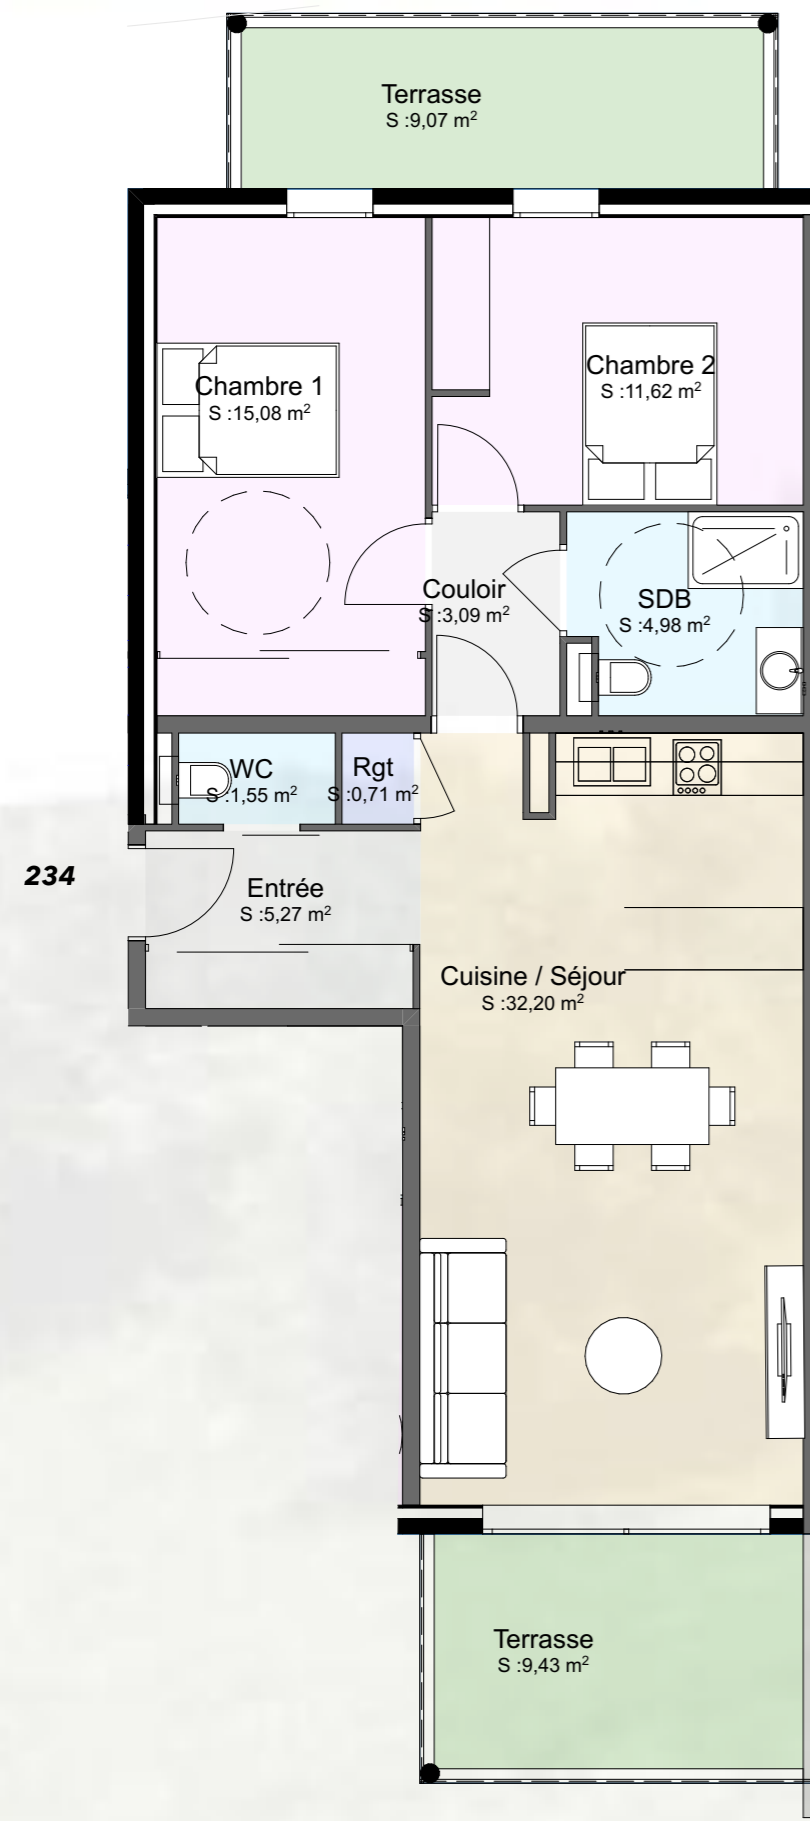 Terrasse
S :9,07 m²
Chambre 1
S :15,08 m²
Chambre 2
S :11,62 m²
Couloir
S :3,09 m²
SDB
S :4,98 m²
WC
S :1,55 m²
Rgt
S :0,71 m²
234
Entrée
S :5,27 m²
Cuisine / Séjour
S :32,20 m²
Terrasse
S :9,43 m²